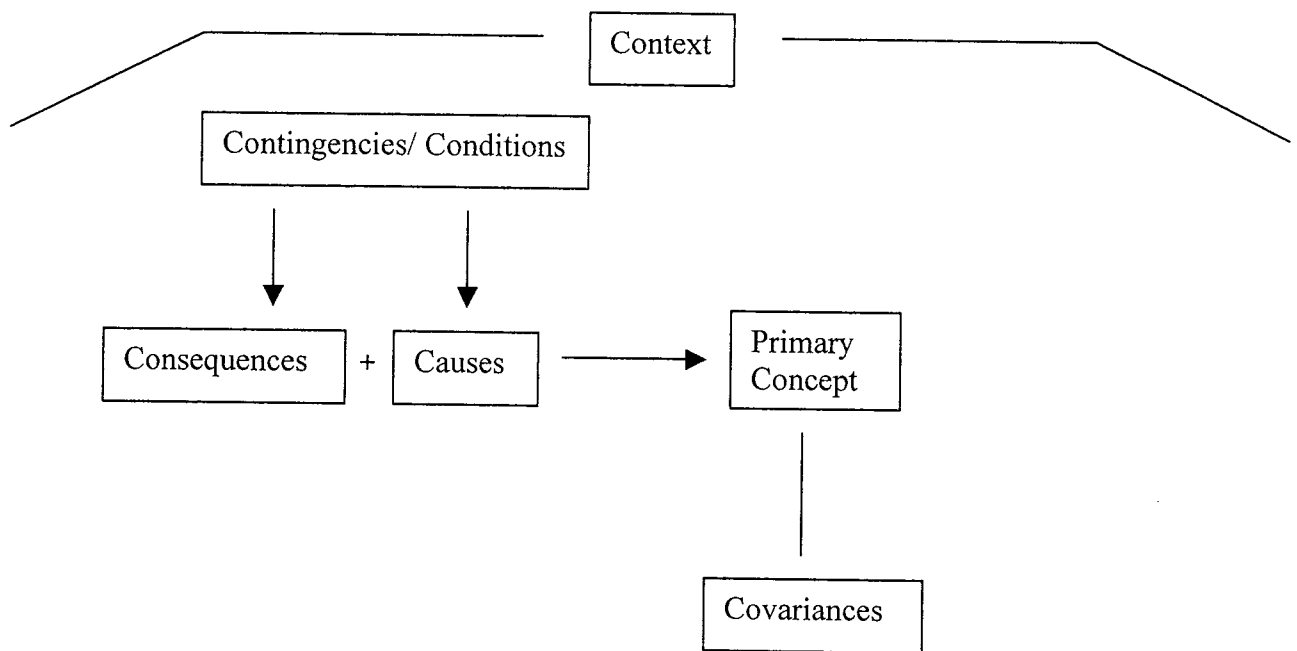 Context
Contingencies/ Conditions
Consequences + Causes
Primary
Concept
Covariances